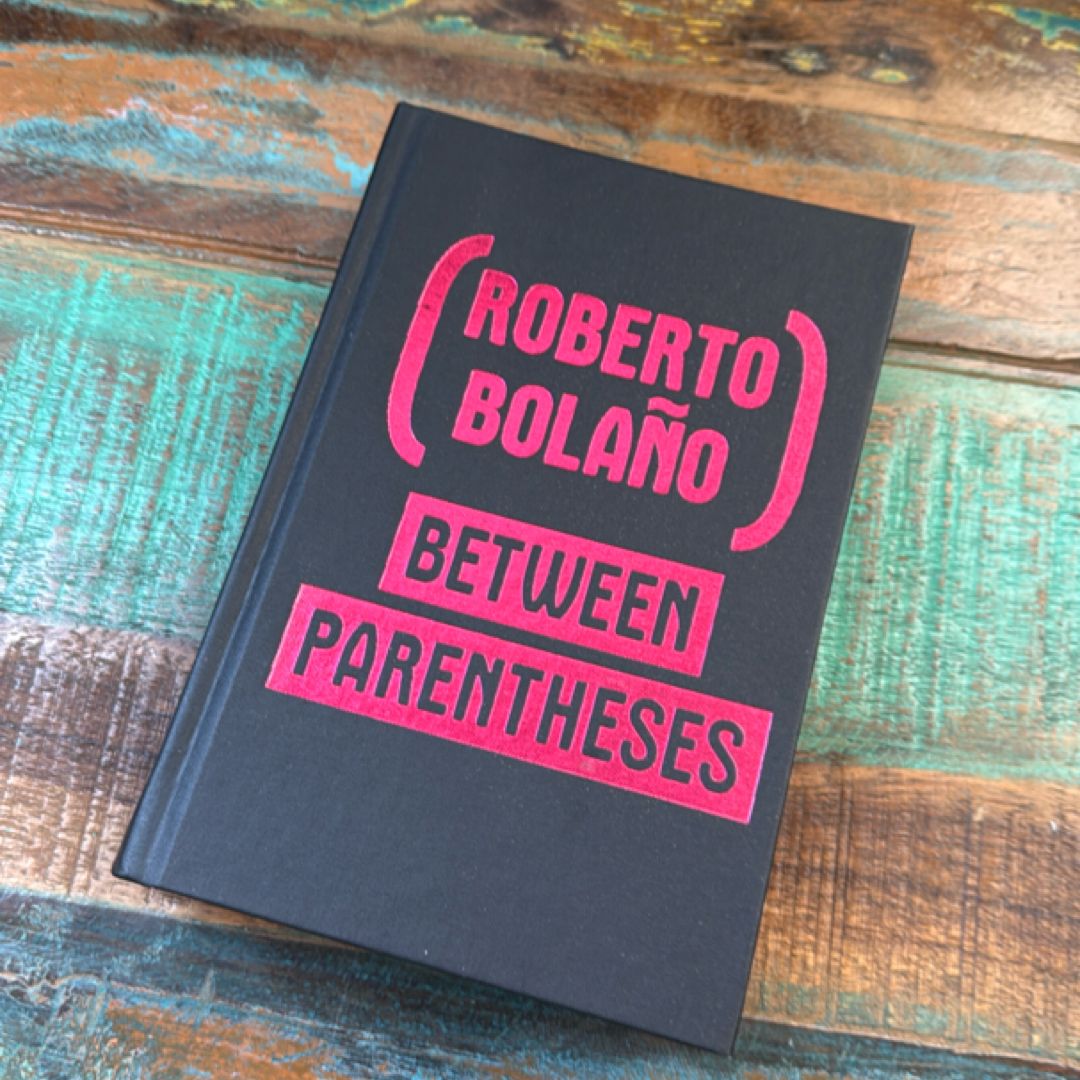 (ROBERTO
BOLAÑO)
BETWEEN
PARENTHESES